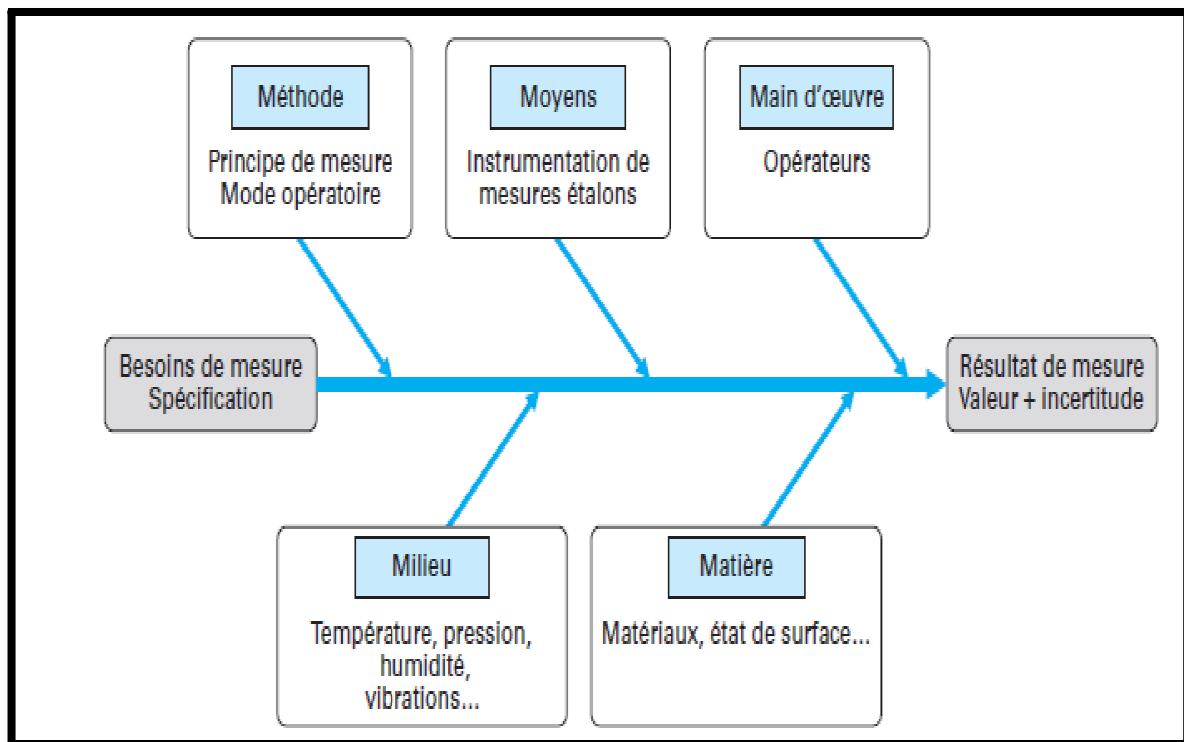 Méthode
Principe de mesure
Mode opératoire
Moyens
Instrumentation de
mesures étalons
Main d'œuvre
Opérateurs
Besoins de mesure
Spécification
Résultat de mesure
Valeur + incertitude
Milieu
Température, pression,
humidité,
vibrations...
Matière
Matériaux, état de surface...